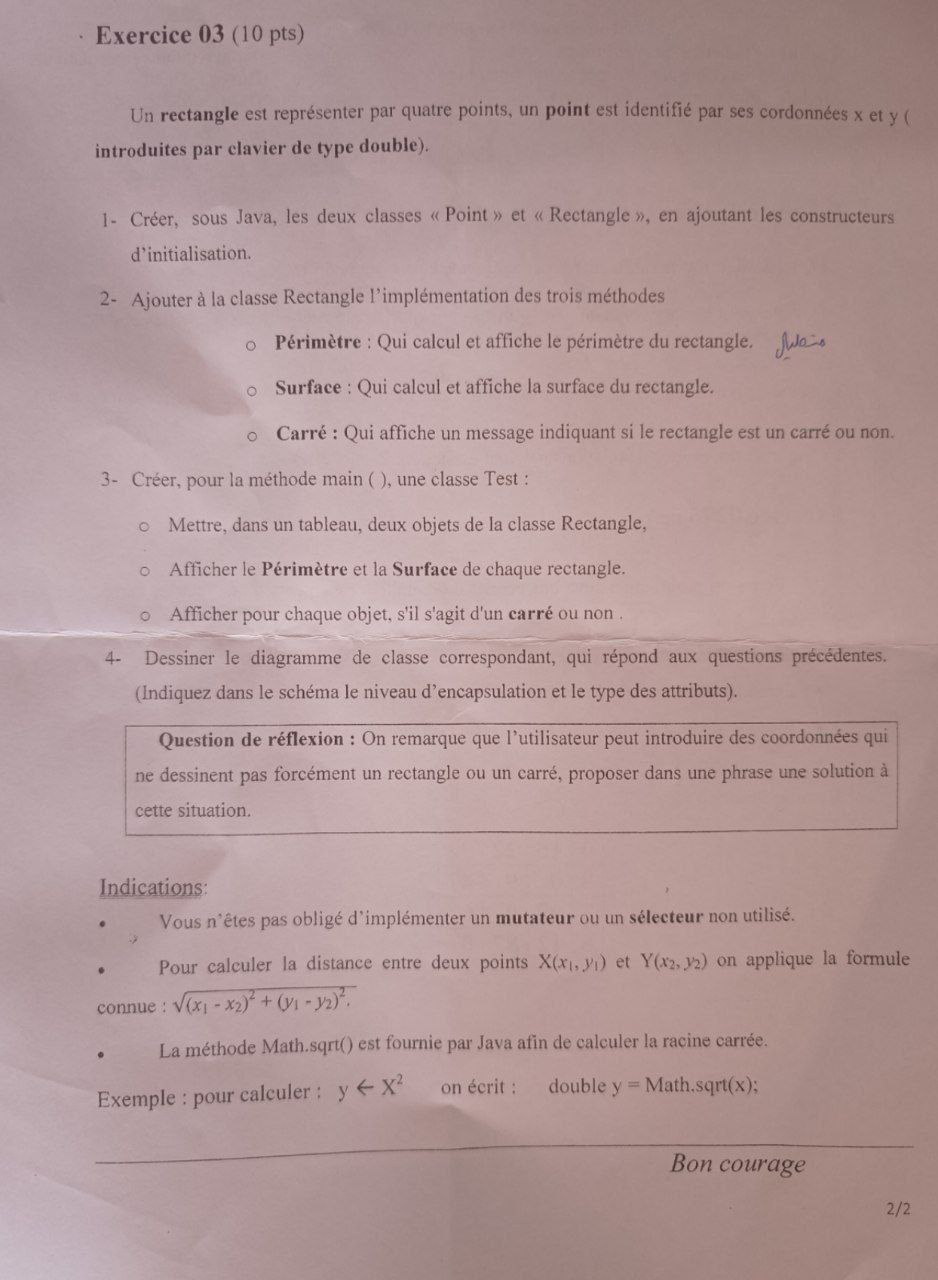 Exercice 03 (10 pts)
Un rectangle est représenter par quatre points, un point est identifié par ses cordonnées x et y (
introduites par clavier de type double).
1- Créer, sous Java, les deux classes « Point » et « Rectangle », en ajoutant les constructeurs
d'initialisation.
2- Ajouter à la classe Rectangle l'implémentation des trois méthodes
o Périmètre : Qui calcul et affiche le périmètre du rectangle.
o Surface : Qui calcul et affiche la surface du rectangle.
o Carré : Qui affiche un message indiquant si le rectangle est un carré ou non.
3- Créer, pour la méthode main ( ), une classe Test :
o Mettre, dans un tableau, deux objets de la classe Rectangle,
o Afficher le Périmètre et la Surface de chaque rectangle.
o Afficher pour chaque objet, s'il s'agit d'un carré ou non .
4- Dessiner le diagramme de classe correspondant, qui répond aux questions précédentes.
(Indiquez dans le schéma le niveau d'encapsulation et le type des attributs).
Question de réflexion : On remarque que l'utilisateur peut introduire des coordonnées qui
ne dessinent pas forcément un rectangle ou un carré, proposer dans une phrase une solution à
cette situation.
Indications:
• Vous n'êtes pas obligé d'implémenter un mutateur ou un sélecteur non utilisé.
• Pour calculer la distance entre deux points X(x₁, y₁) et Y(x₂, y₂) on applique la formule
connue : √(x₁ - x₂)² + (y₁ - y₂)².
• La méthode Math.sqrt() est fournie par Java afin de calculer la racine carrée.
Exemple : pour calculer : y ← X² on écrit : double y = Math.sqrt(x);
Bon courage
2/2